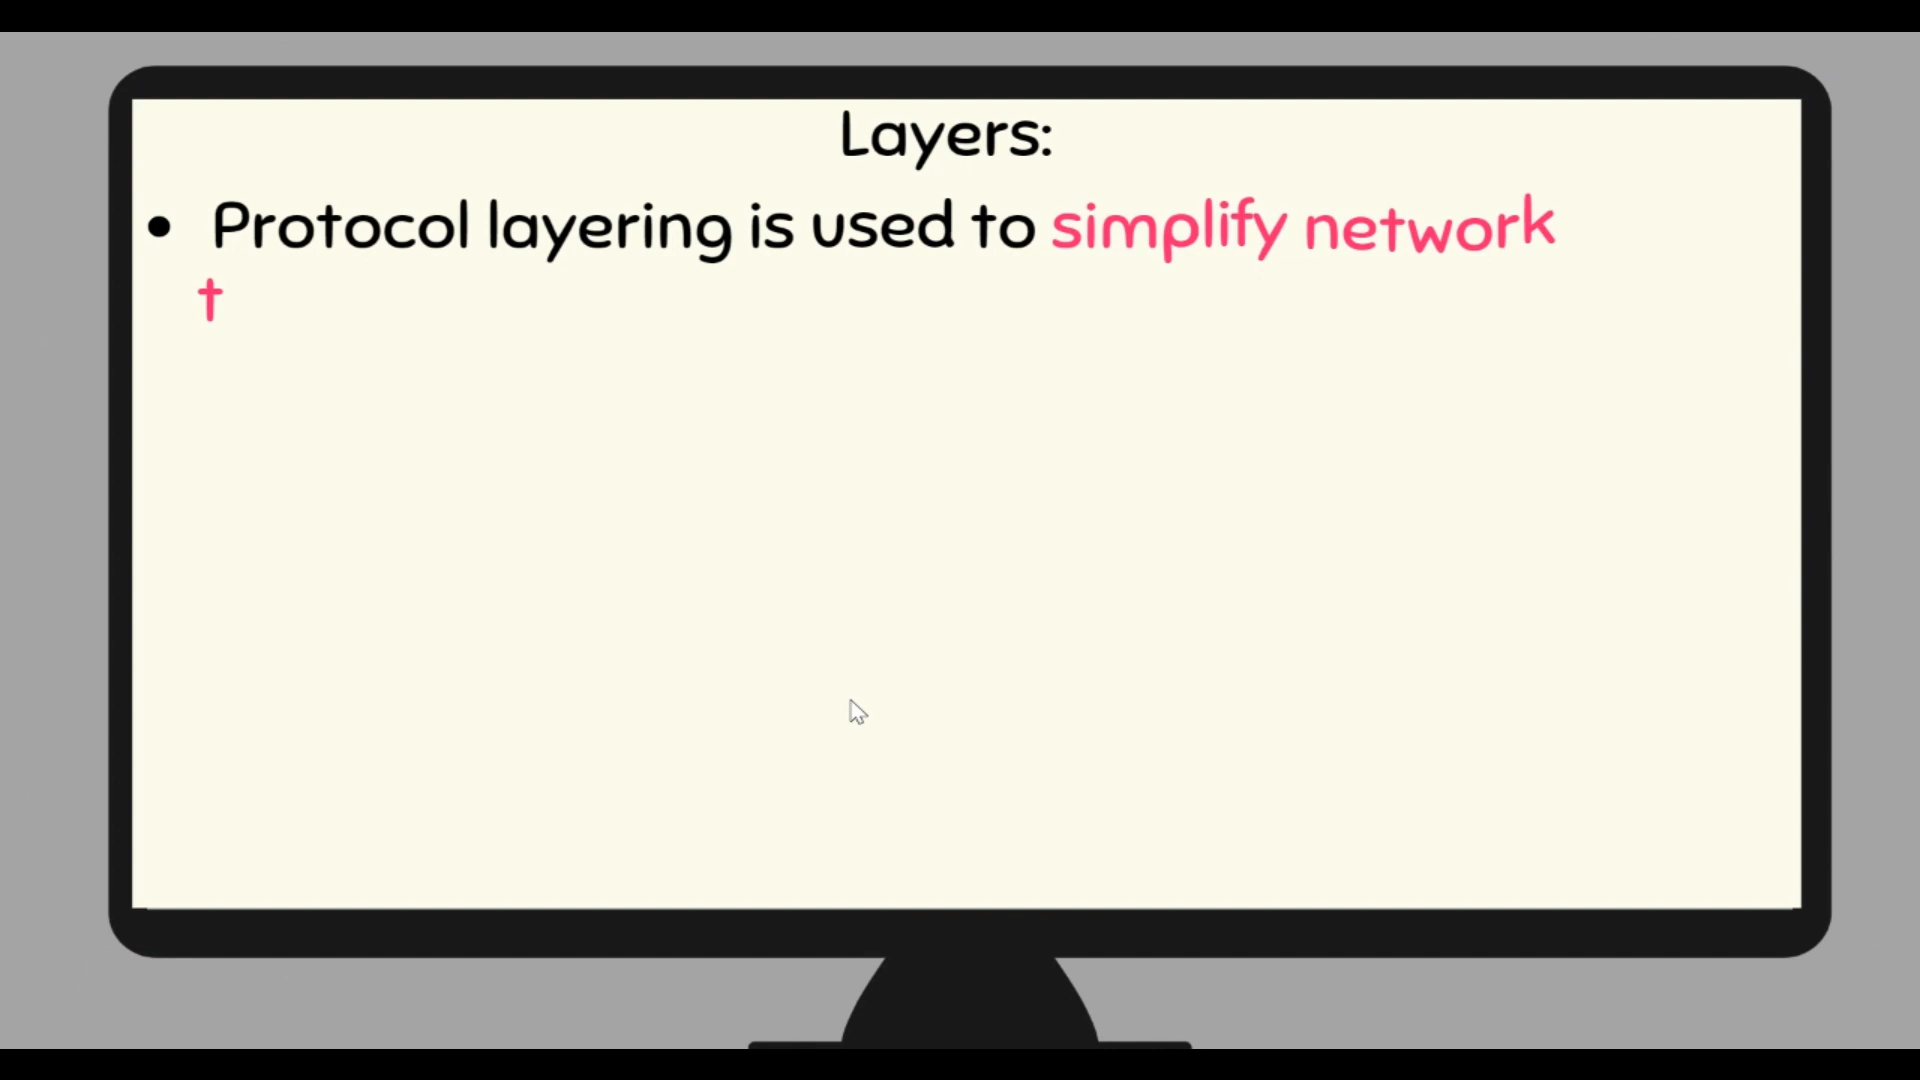 Layers:
• Protocol layering is used to simplify network
t